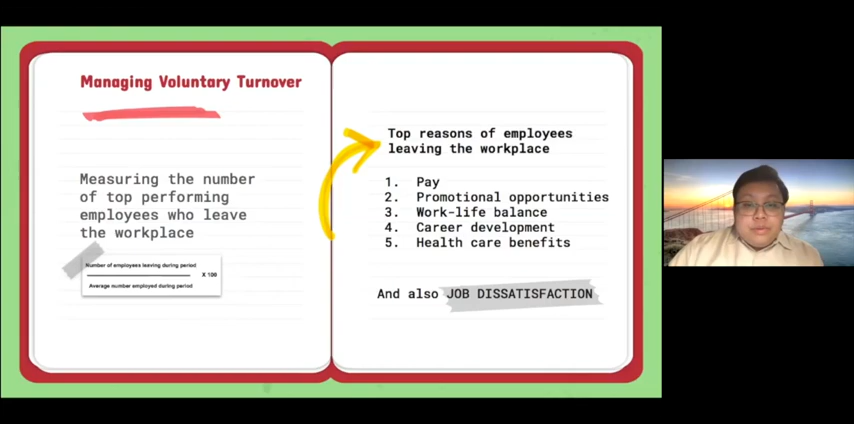 Managing Voluntary Turnover
Measuring the number
of top performing
employees who leave
the workplace
Number of employees leaving during period
X 100
Average number employed during period
Top reasons of employees
leaving the workplace
1. Pay
2. Promotional opportunities
3. Work-life balance
4. Career development
5. Health care benefits
And also JOB DISSATISFACTION